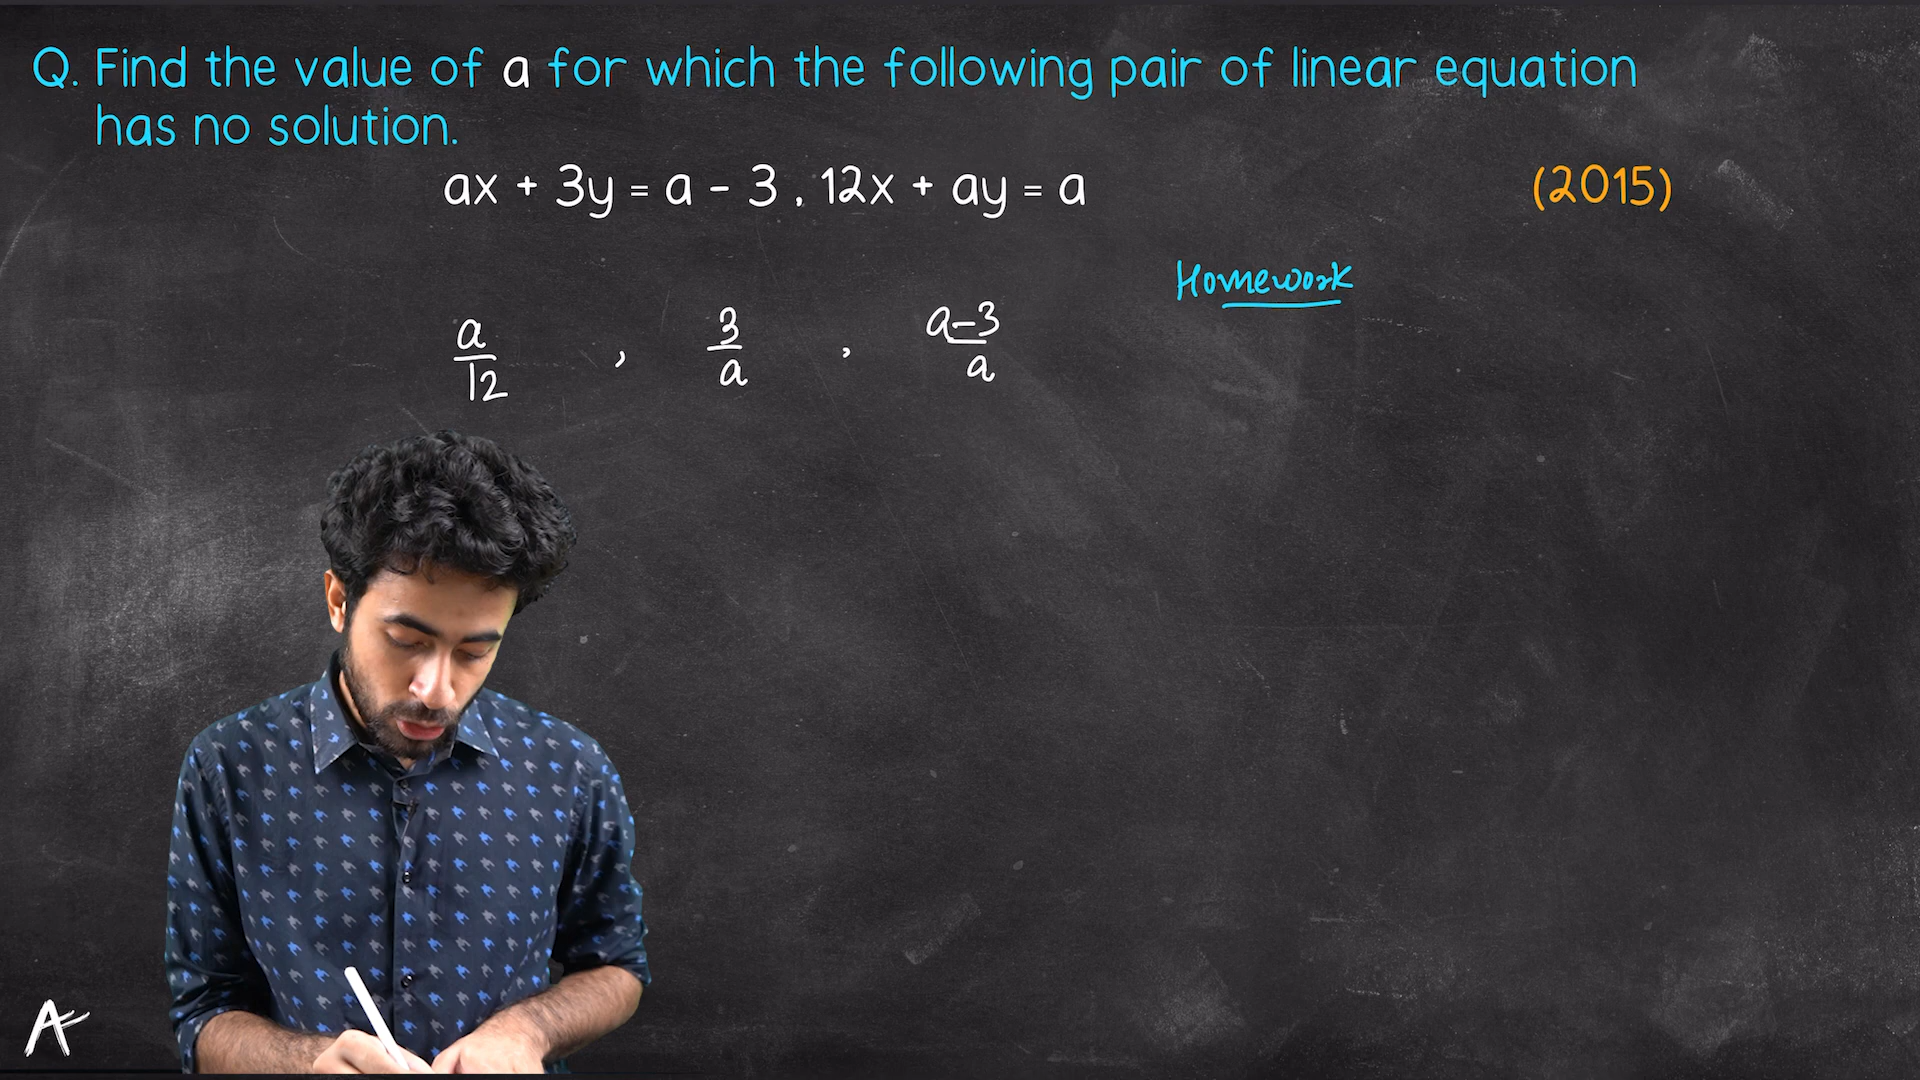 Q. Find the value of a for which the following pair of linear equation
has no solution.
ax + 3y = a - 3 , 12x + ay = a (2015)
Homework
a/12 , 3/a , a-3/a
A